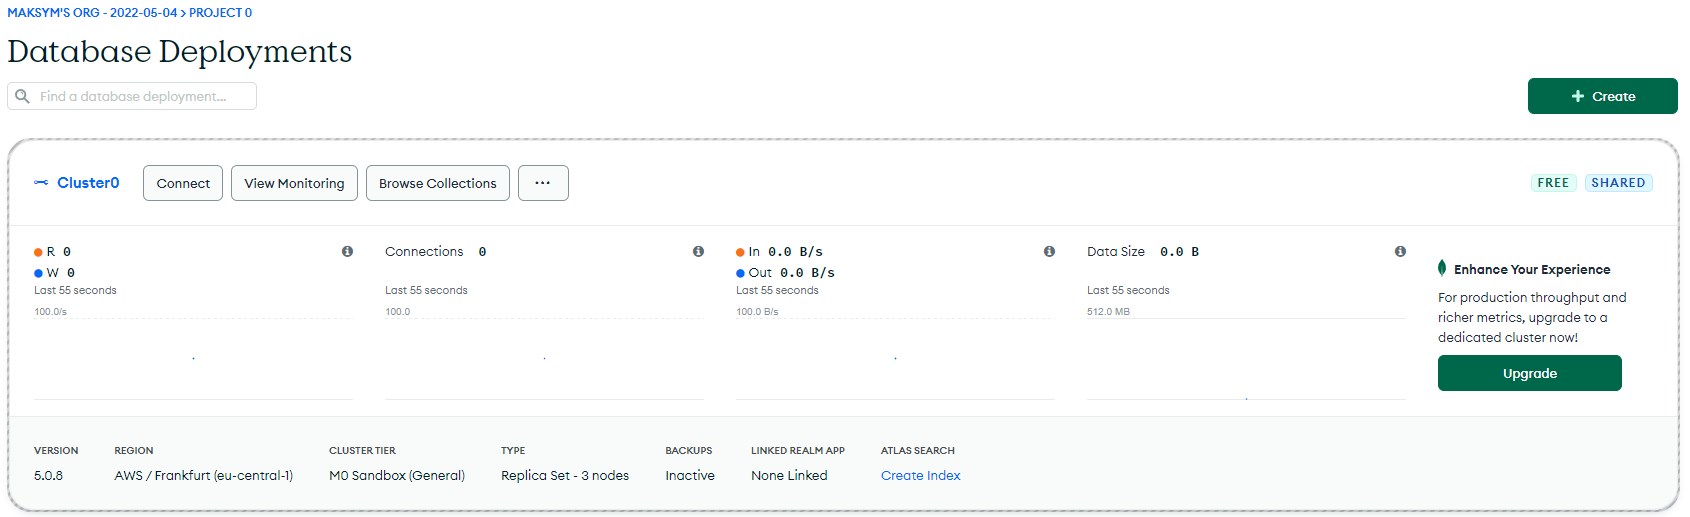 MAKSYM'S ORG - 2022-05-04 > PROJECT 0
Database Deployments
Find a database deployment...
+ Create
Cluster0
Connect
View Monitoring
Browse Collections
...
FREE
SHARED
R 0
W 0
Last 55 seconds
100.0/s
Connections 0
Last 55 seconds
100.0
In 0.0 B/s
Out 0.0 B/s
Last 55 seconds
100.0 B/s
Data Size 0.0 B
Last 55 seconds
512.0 MB
Enhance Your Experience
For production throughput and
richer metrics, upgrade to a
dedicated cluster now!
Upgrade
VERSION
5.0.8
REGION
AWS / Frankfurt (eu-central-1)
CLUSTER TIER
M0 Sandbox (General)
TYPE
Replica Set - 3 nodes
BACKUPS
Inactive
LINKED REALM APP
None Linked
ATLAS SEARCH
Create Index